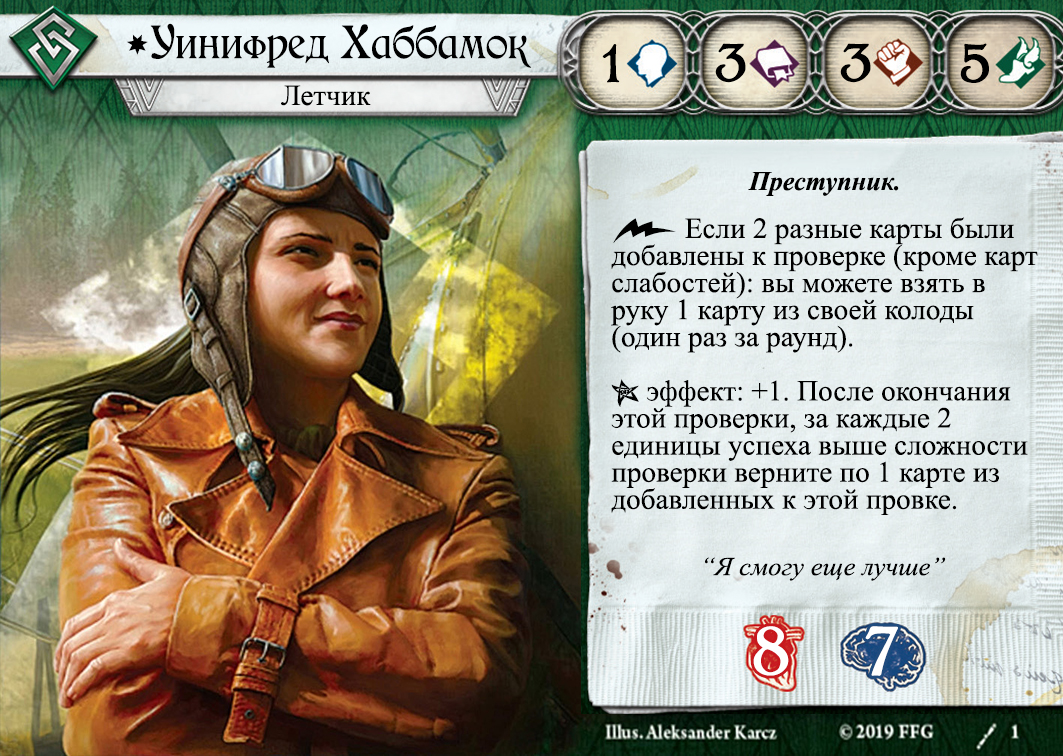 Уинифред Хаббамок
Летчик
1 3 3 5
Преступник.
Если 2 разные карты были
добавлены к проверке (кроме карт
слабостей): вы можете взять в
руку 1 карту из своей колоды
(один раз за раунд).
эффект: +1. После окончания
этой проверки, за каждые 2
единицы успеха выше сложности
проверки верните по 1 карте из
добавленных к этой провке.
“Я смогу еще лучше”
8 7
Illus. Aleksander Karcz © 2019 FFG 1